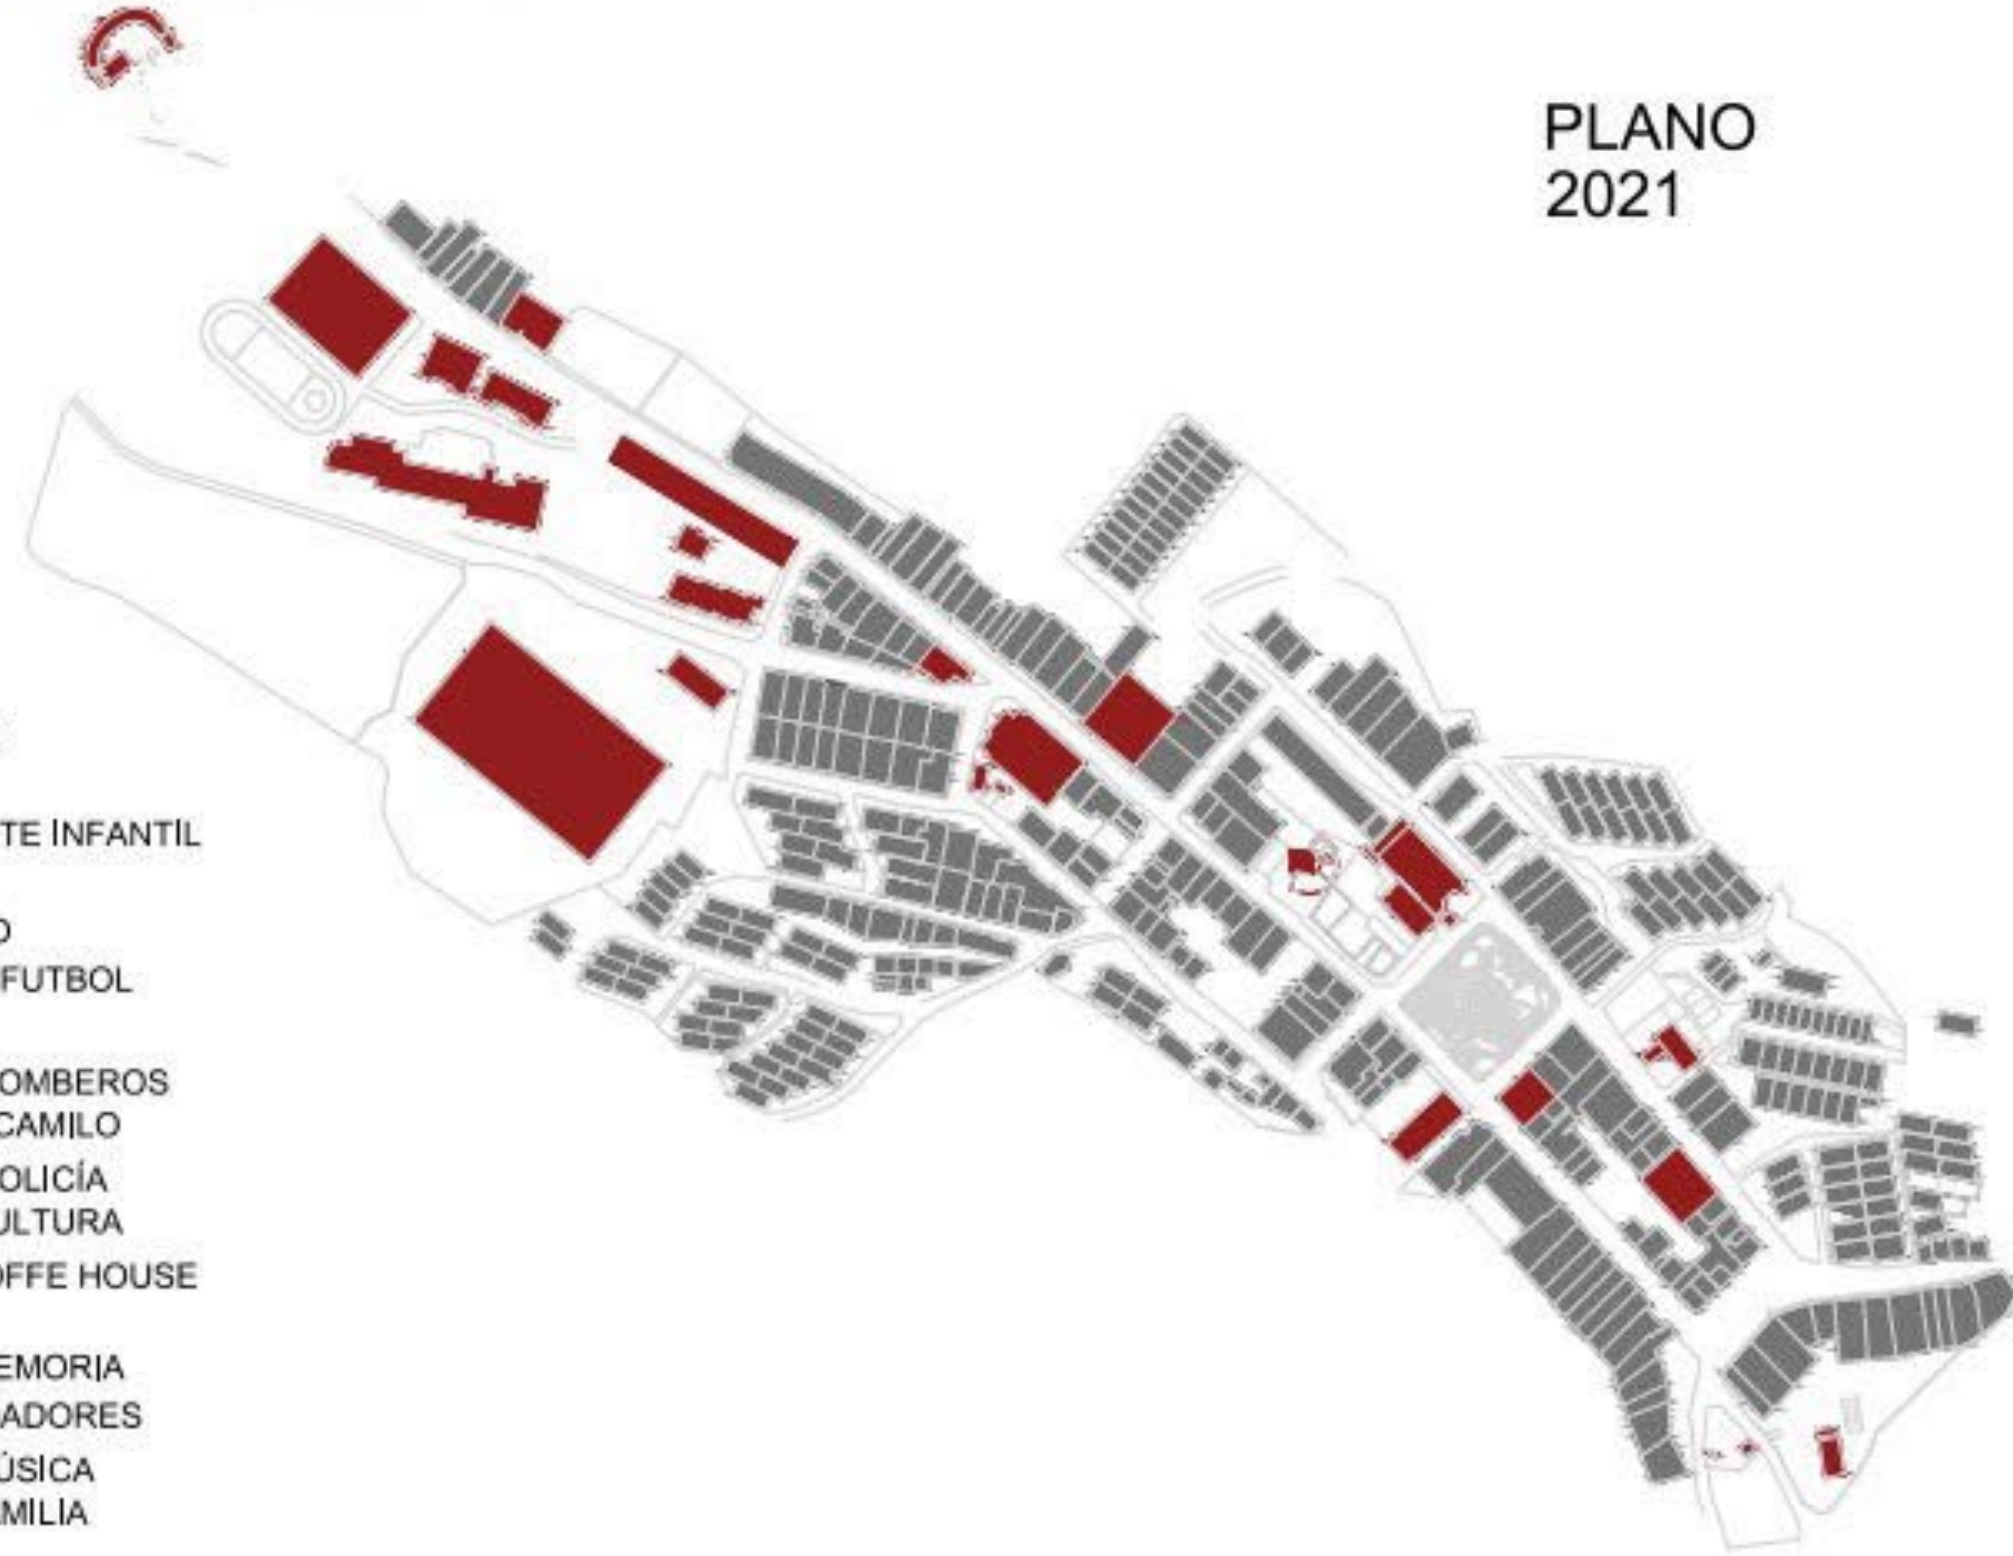 PLANO
2021
TE INFANTIL
O
FUTBOL
OMBEROS
CAMILO
OLICÍA
ULTURA
OFFE HOUSE
EMORIA
ADORES
ÚSICA
MILIA